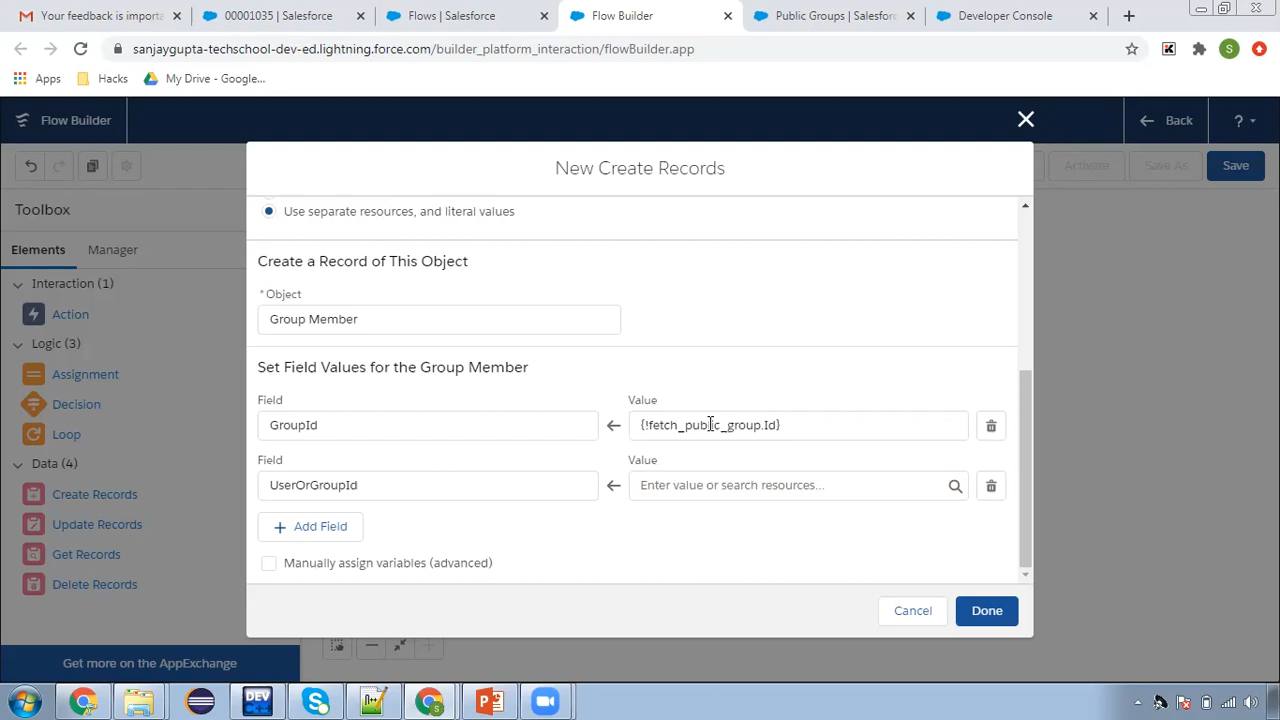 Your feedback is importa
00001035 | Salesforce
Flows | Salesforce
Flow Builder
Public Groups | Salesforc
Developer Console
sanjaygupta-techschool-dev-ed.lightning.force.com/builder_platform_interaction/flowBuilder.app
S
Apps
Hacks
My Drive - Google...
Flow Builder
Back
?
Activate
Save As
Save
New Create Records
Toolbox
Use separate resources, and literal values
Elements
Manager
Create a Record of This Object
Interaction (1)
*Object
Action
Group Member
Logic (3)
Set Field Values for the Group Member
Assignment
Field
Value
Decision
GroupId
{!fetch_public_group.Id}
Loop
Field
Value
Data (4)
UserOrGroupId
Enter value or search resources...
Create Records
Update Records
Add Field
Get Records
Manually assign variables (advanced)
Delete Records
Cancel
Done
Get more on the AppExchange
DEV